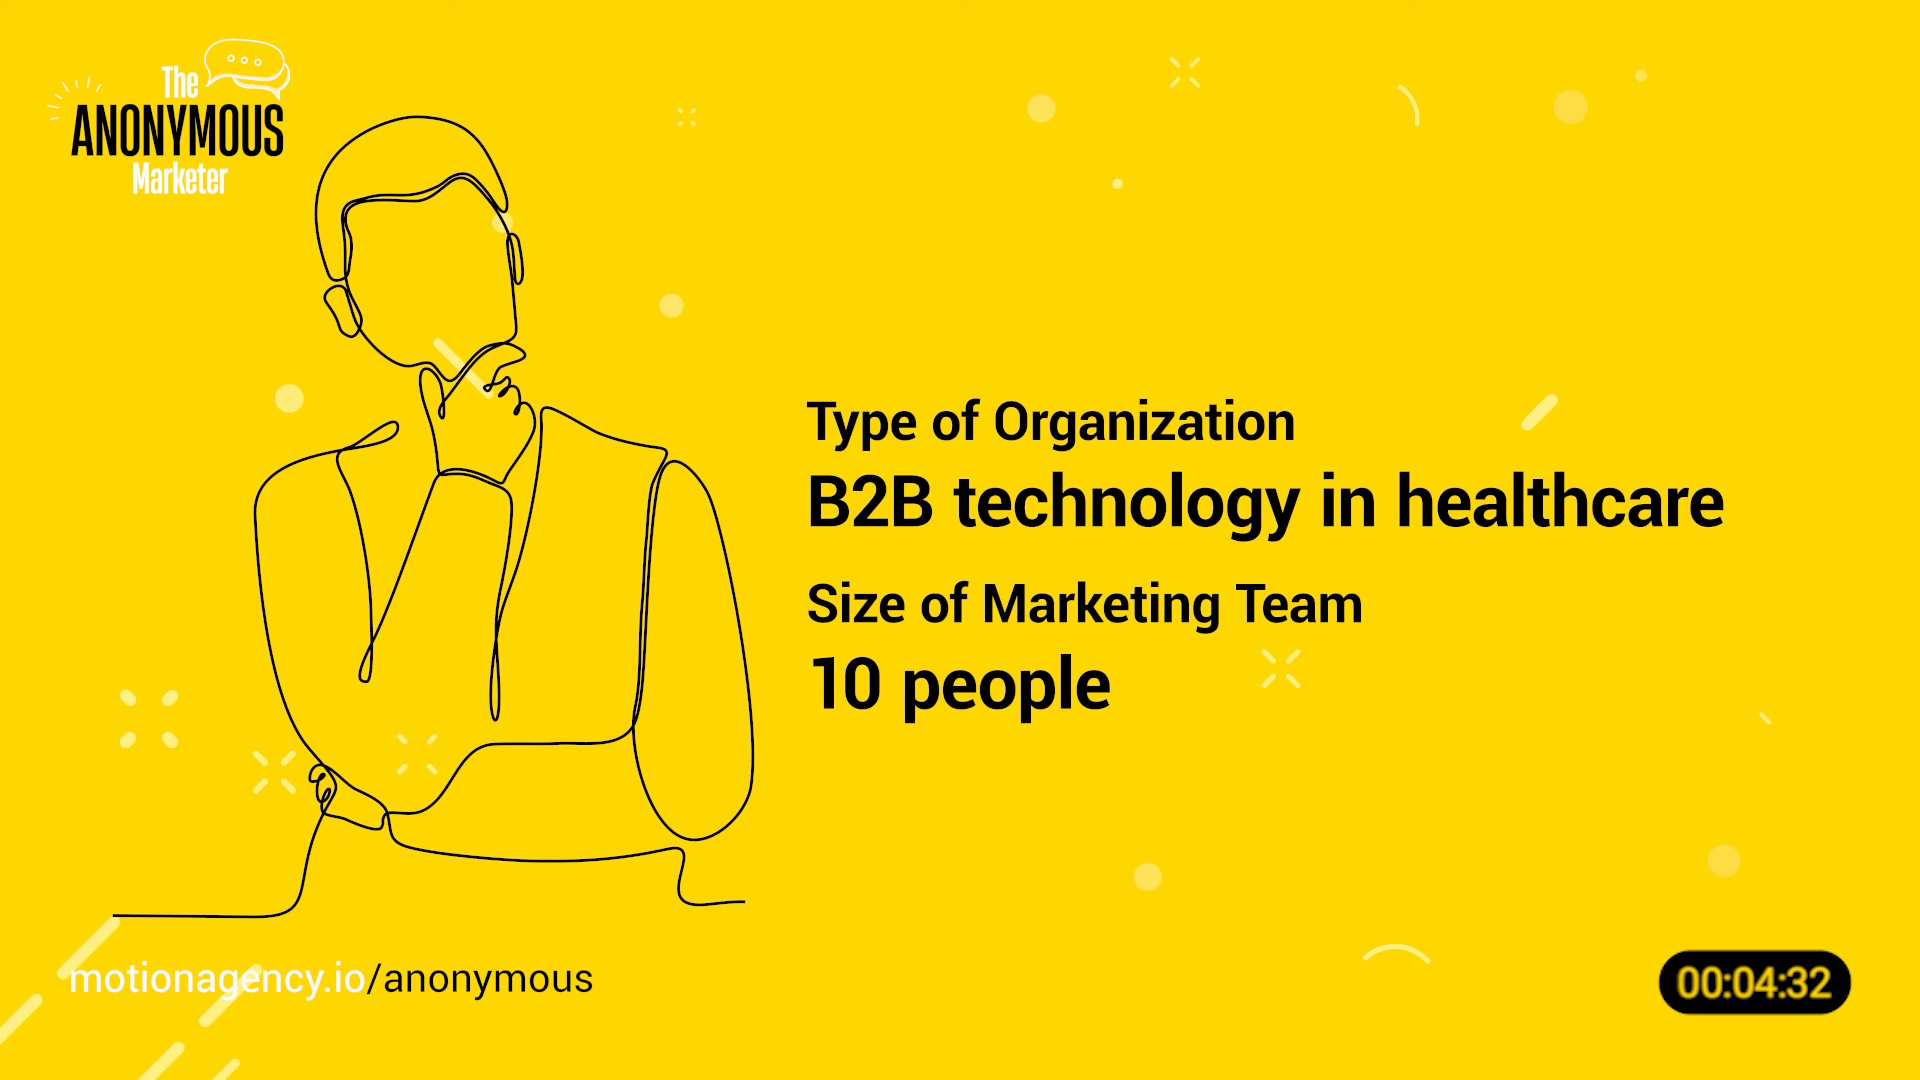 The
ANONYMOUS
Marketer
Type of Organization
B2B technology in healthcare
Size of Marketing Team
10 people
motionagency.io/anonymous
00:04:32